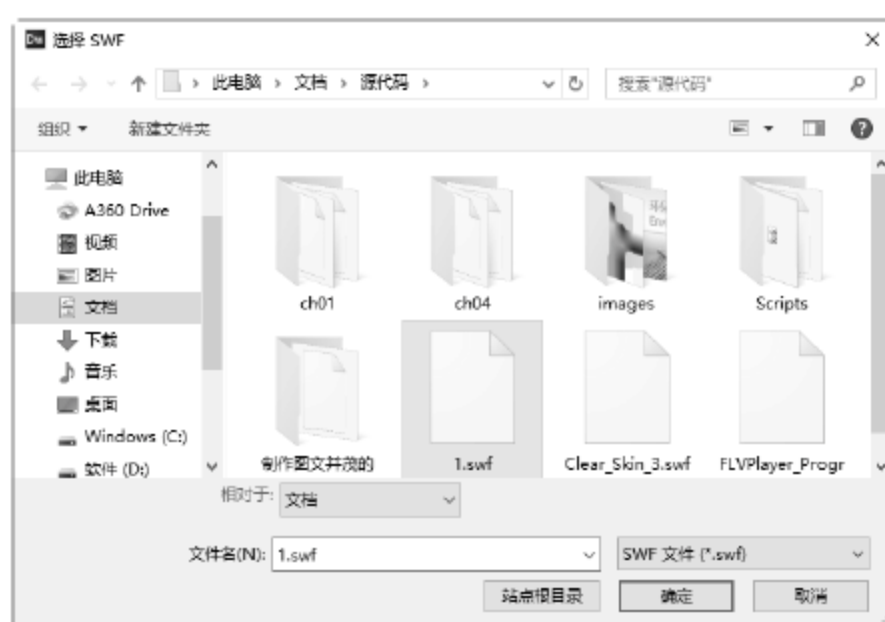 Dw 选择 SWF
此电脑 › 文档 › 源代码 ›
搜索"源代码"
组织 新建文件夹
此电脑
A360 Drive
视频
图片
文档
下载
音乐
桌面
Windows (C:)
软件 (D:)
ch01 ch04 images Scripts
制作图文并茂的 1.swf Clear_Skin_3.swf FLVPlayer_Progr
相对于: 文档
文件名(N): 1.swf SWF 文件 (*.swf)
站点根目录 确定 取消